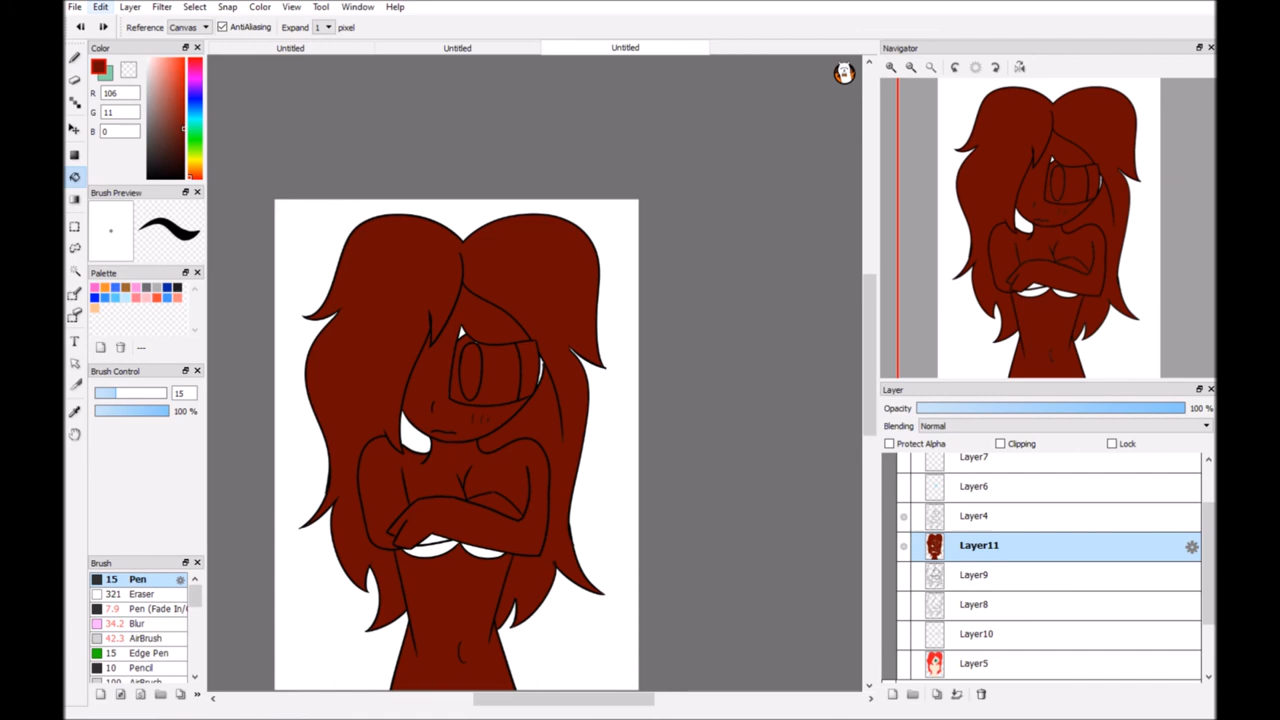 File Edit Layer Filter Select Snap Color View Tool Window Help
Reference Canvas AntiAliasing Expand 1 pixel
Color
Untitled
Untitled
Untitled
R 106
G 11
B 0
Brush Preview
Palette
---
Brush Control
15
100 %
Brush
15 Pen
321 Eraser
7.9 Pen (Fade In/
34.2 Blur
42.3 AirBrush
15 Edge Pen
10 Pencil
100 AirBrush
»
Navigator
Layer
Opacity 100 %
Blending Normal
Protect Alpha Clipping Lock
Layer7
Layer6
Layer4
Layer11
Layer9
Layer8
Layer10
Layer5